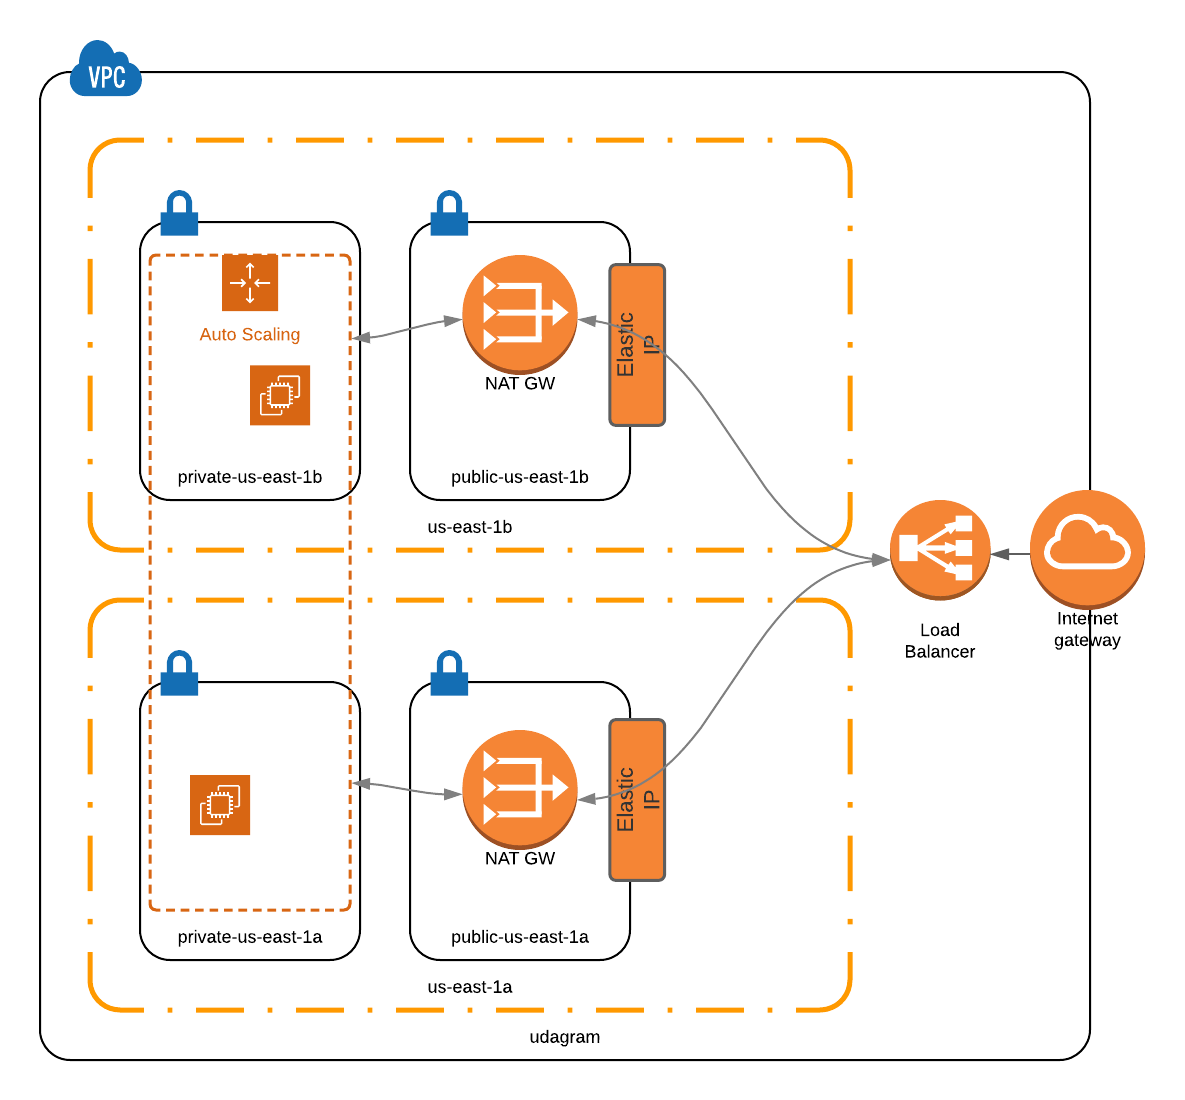 VPC
Auto Scaling
Elastic
IP
NAT GW
private-us-east-1b
public-us-east-1b
us-east-1b
Load
Balancer
Internet
gateway
Elastic
IP
NAT GW
private-us-east-1a
public-us-east-1a
us-east-1a
udagram